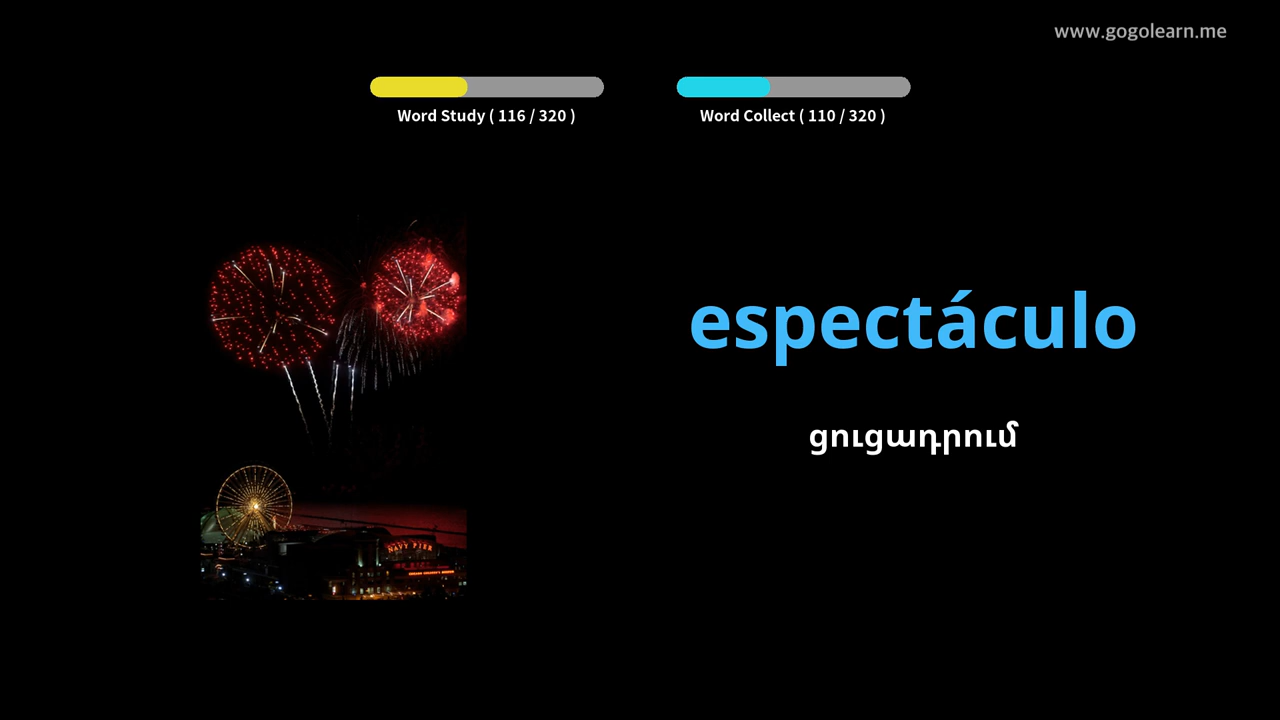 www.gogolearn.me
Word Study ( 116 / 320 )
Word Collect ( 110 / 320 )
espectáculo
ցուցադրում
NAVY PIER